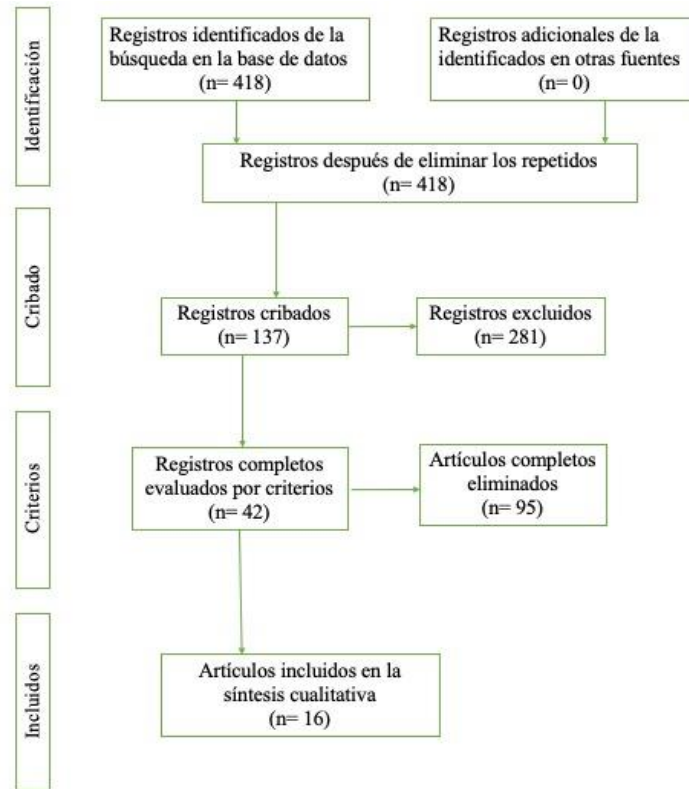 Identificación
Registros identificados de la
búsqueda en la base de datos
(n= 418)
Registros adicionales de la
identificados en otras fuentes
(n= 0)
Registros después de eliminar los repetidos
(n= 418)
Cribado
Registros cribados
(n= 137)
Registros excluidos
(n= 281)
Criterios
Registros completos
evaluados por criterios
(n= 42)
Artículos completos
eliminados
(n= 95)
Incluidos
Artículos incluidos en la
síntesis cualitativa
(n= 16)